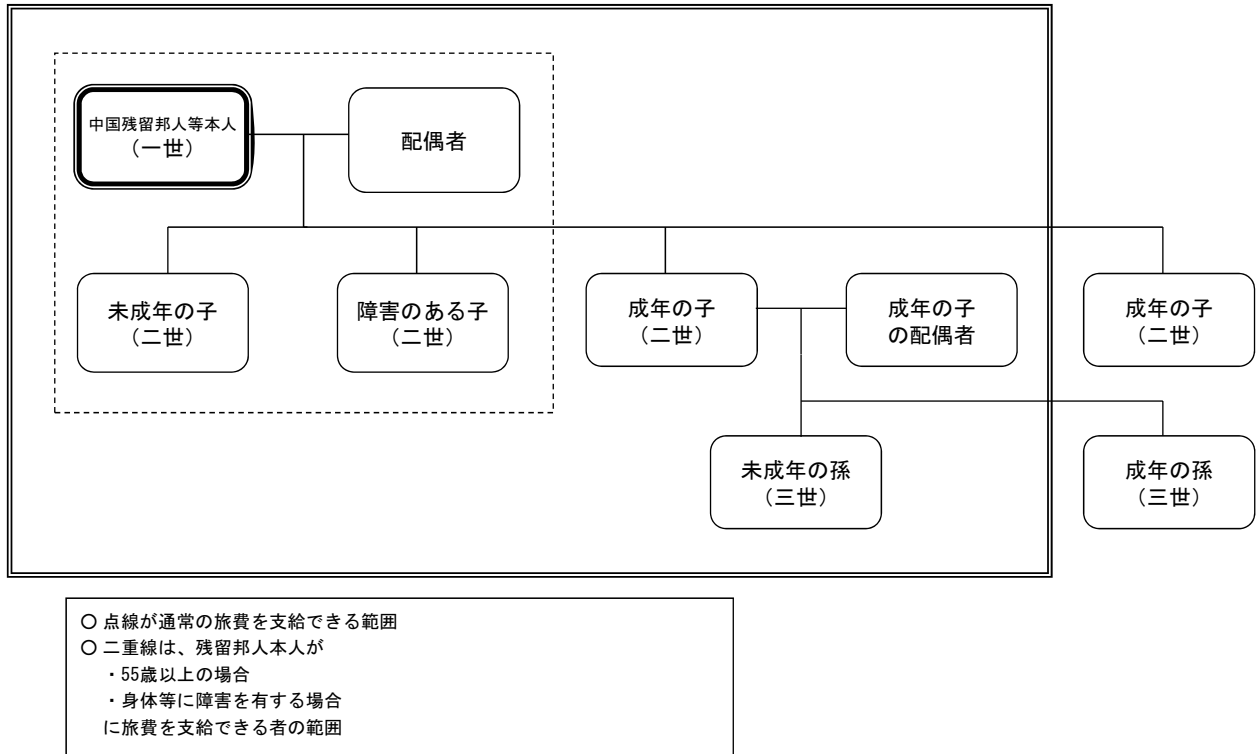 中国残留邦人等本人
（一世）
配偶者
未成年の子
（二世）
障害のある子
（二世）
成年の子
（二世）
成年の子
の配偶者
成年の子
（二世）
未成年の孫
（三世）
成年の孫
（三世）
○ 点線が通常の旅費を支給できる範囲
○ 二重線は、残留邦人本人が
・55歳以上の場合
・身体等に障害を有する場合
に旅費を支給できる者の範囲